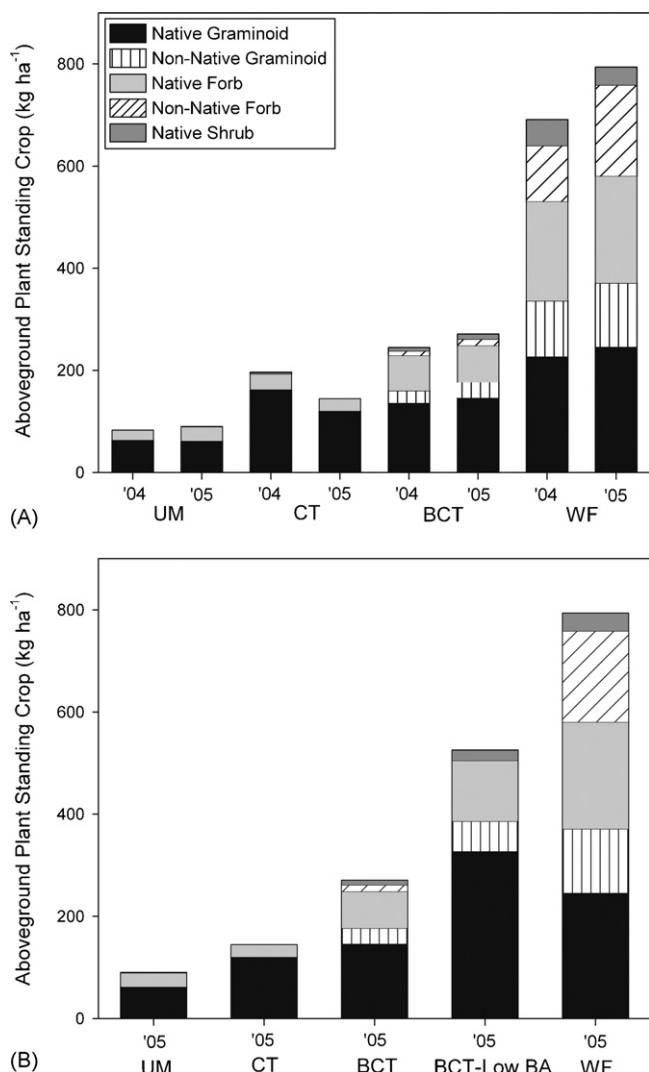 Native Graminoid
Non-Native Graminoid
Native Forb
Non-Native Forb
Native Shrub
Aboveground Plant Standing Crop (kg ha⁻¹)
800
600
400
200
0
'04 '05 '04 '05 '04 '05 '04 '05
UM CT BCT WF
(A)
Aboveground Plant Standing Crop (kg ha⁻¹)
800
600
400
200
0
'05 '05 '05 '05 '05
UM CT BCT BCT-Low BA WF
(B)